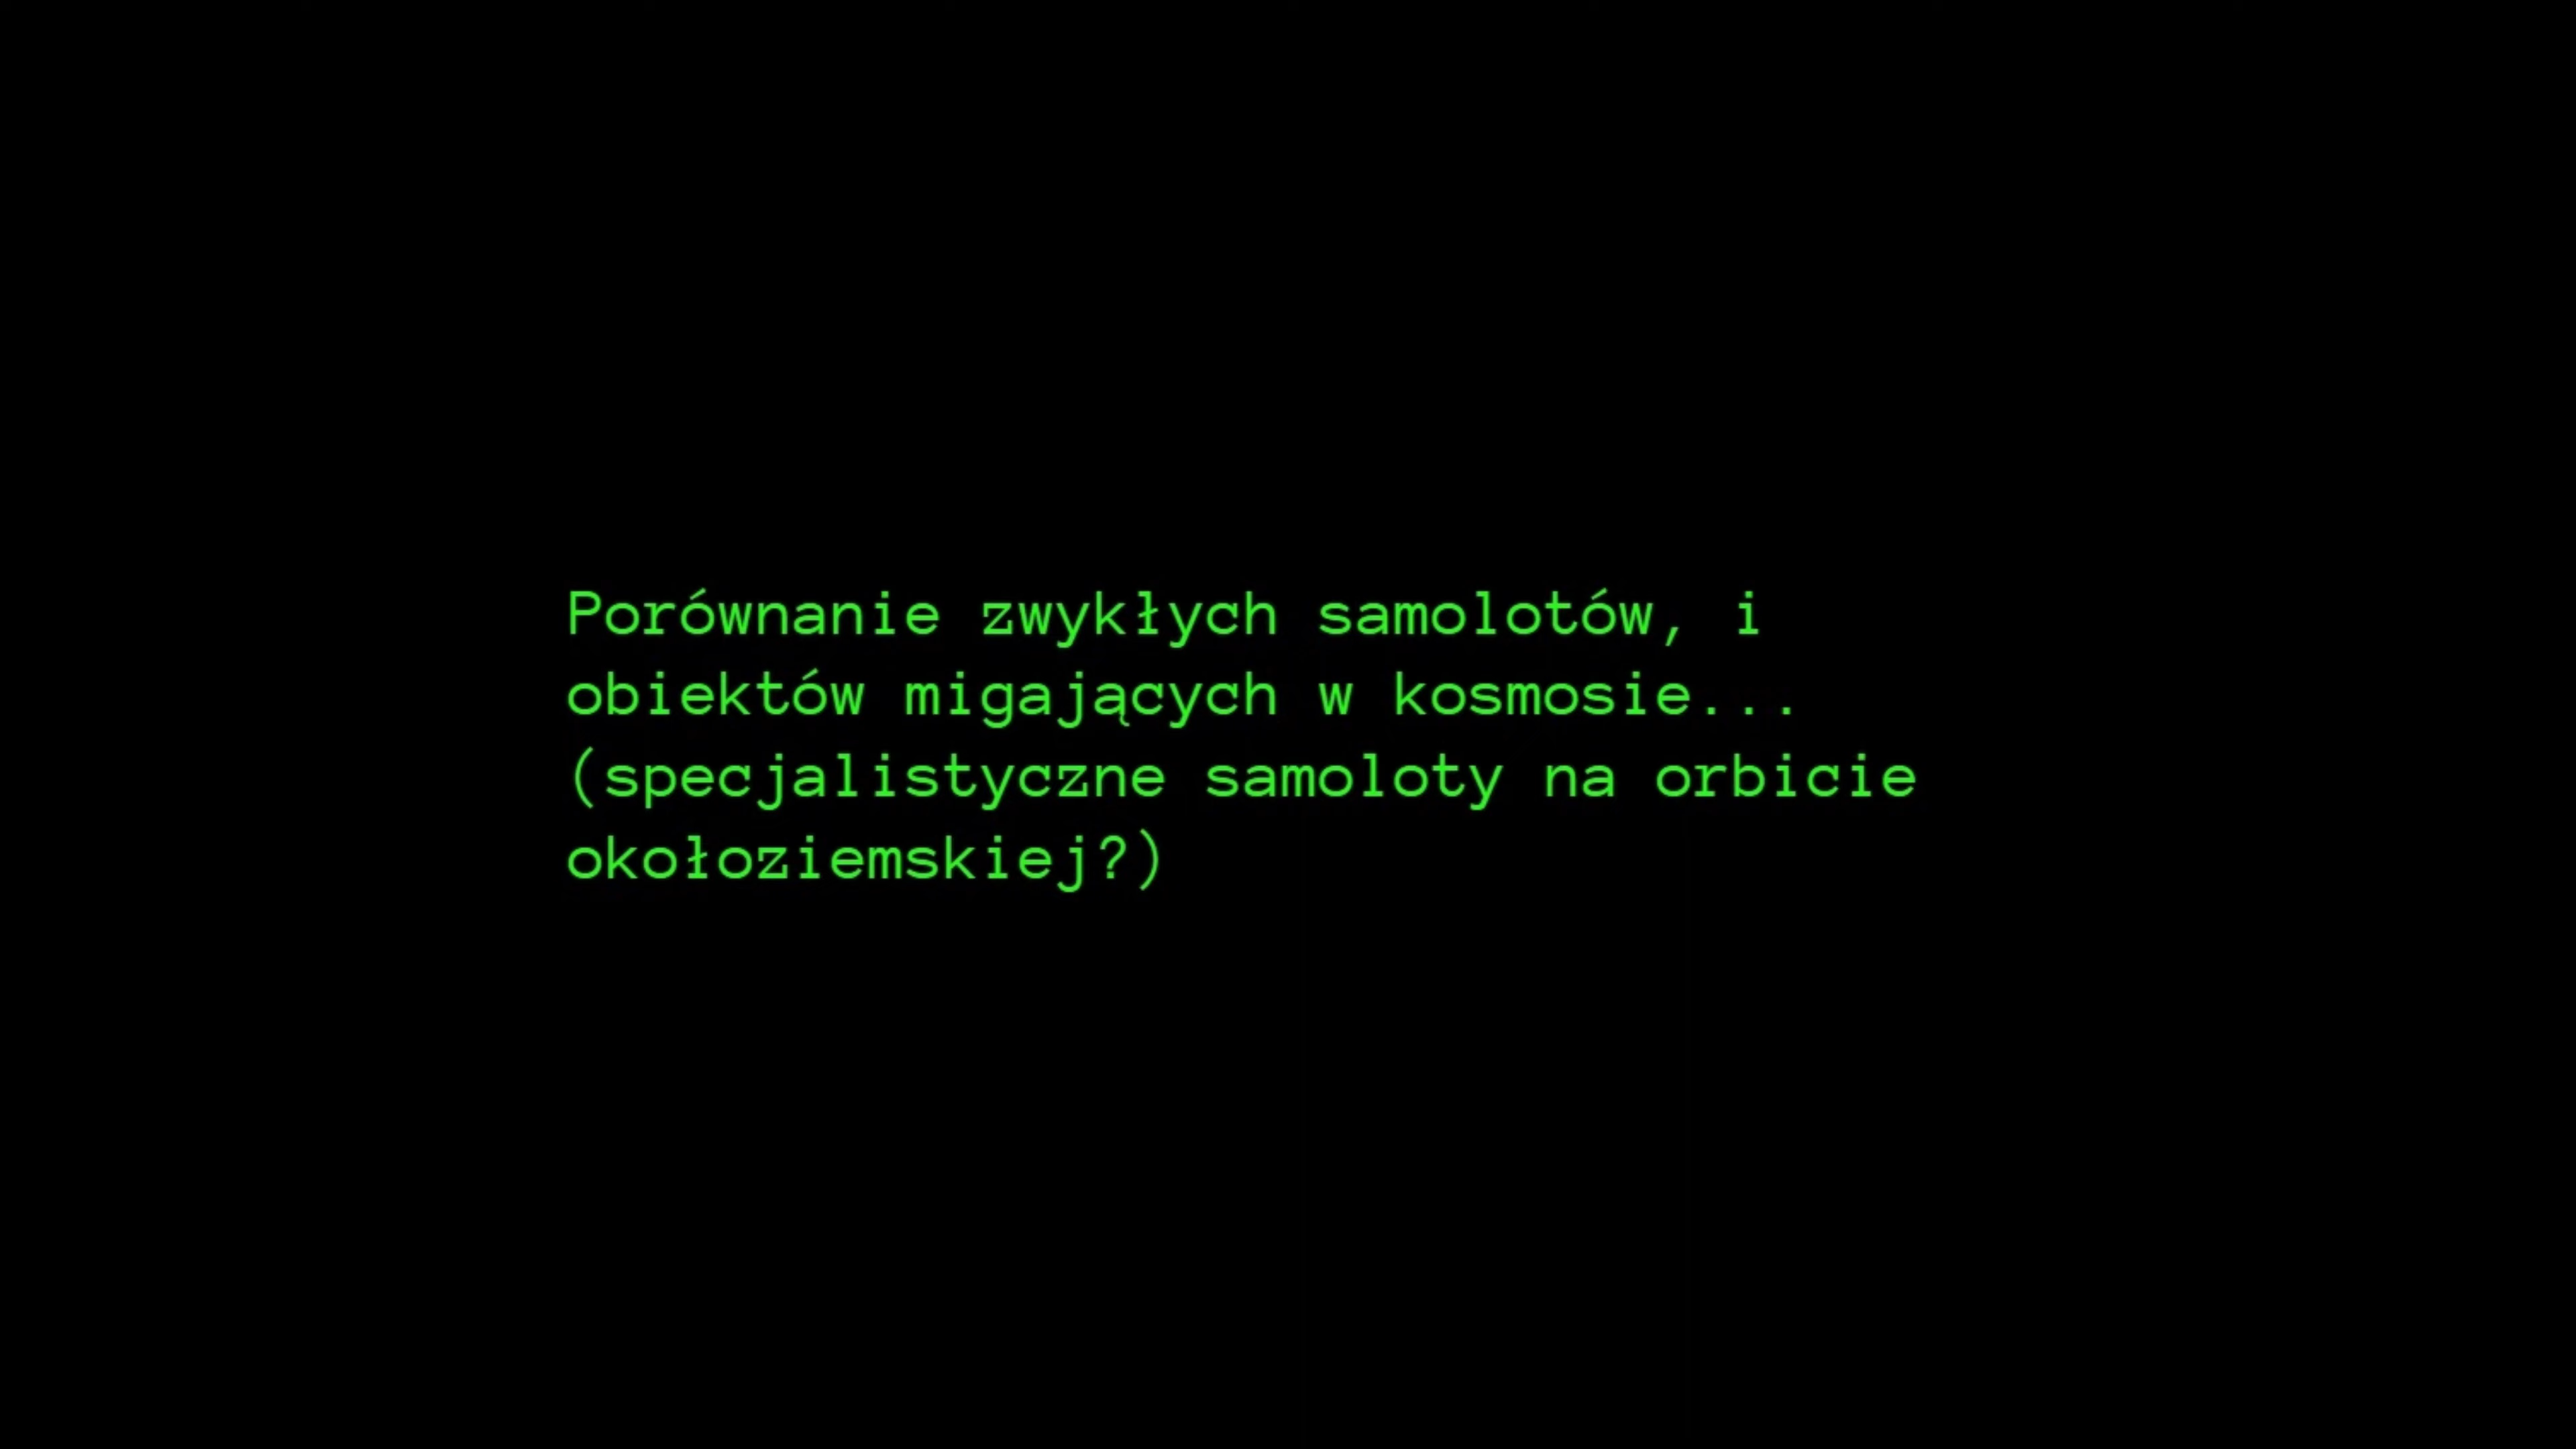 Porównanie zwykłych samolotów, i
obiektów migających w kosmosie...
(specjalistyczne samoloty na orbicie
okołoziemskiej?)